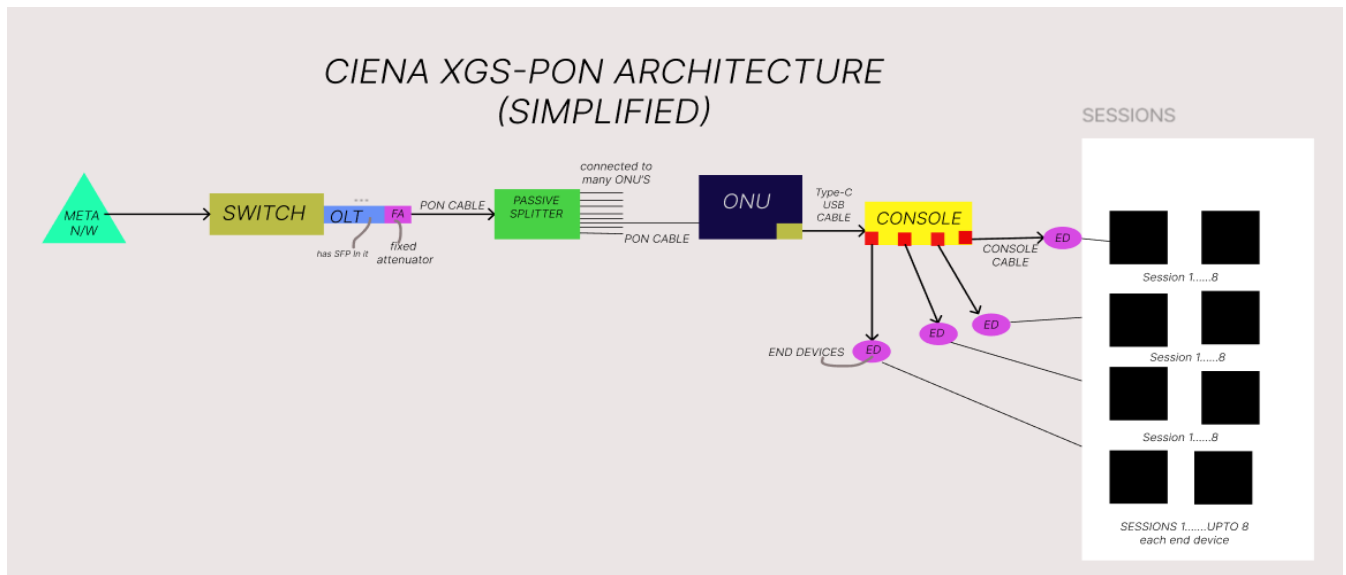 CIENA XGS-PON ARCHITECTURE
(SIMPLIFIED)
SESSIONS
META
N/W
SWITCH
OLT
FA
has SFP In it
fixed
attenuator
PON CABLE
PASSIVE
SPLITTER
connected to
many ONU'S
PON CABLE
ONU
Type-C
USB
CABLE
CONSOLE
CONSOLE
CABLE
ED
ED
ED
END DEVICES
ED
Session 1......8
Session 1......8
Session 1......8
SESSIONS 1.......UPTO 8
each end device